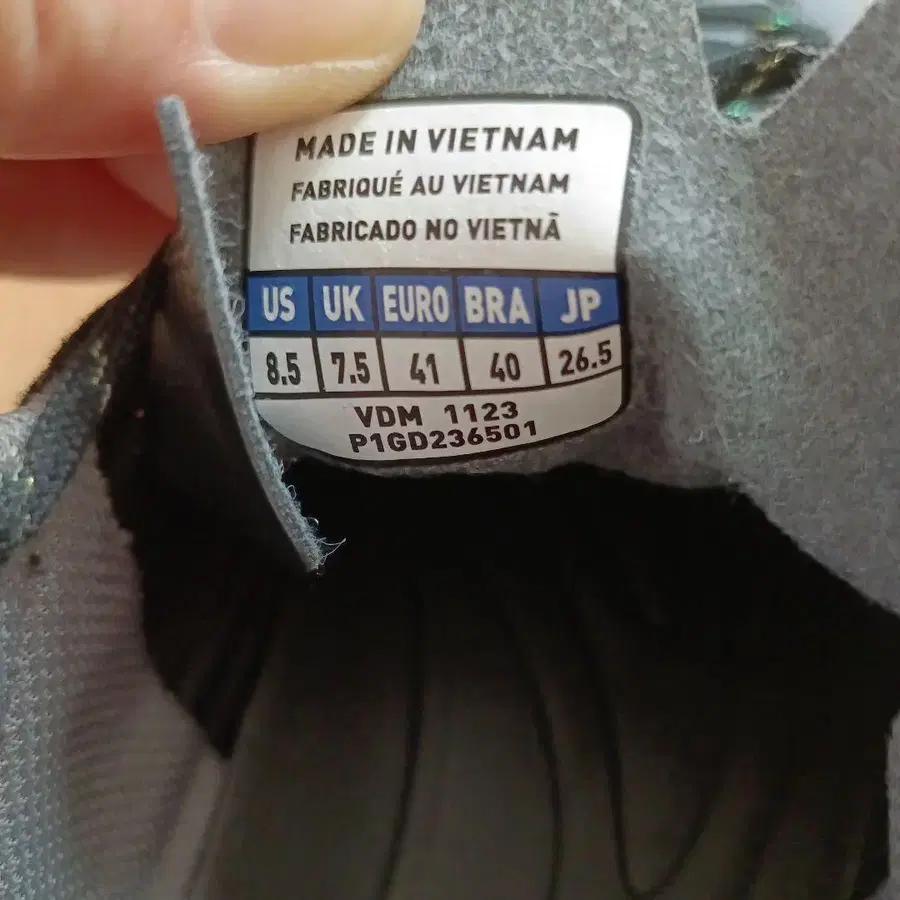 MADE IN VIETNAM
FABRIQUÉ AU VIETNAM
FABRICADO NO VIETNÃ
US UK EURO BRA JP
8.5 7.5 41 40 26.5
VDM 1123
P1GD236501